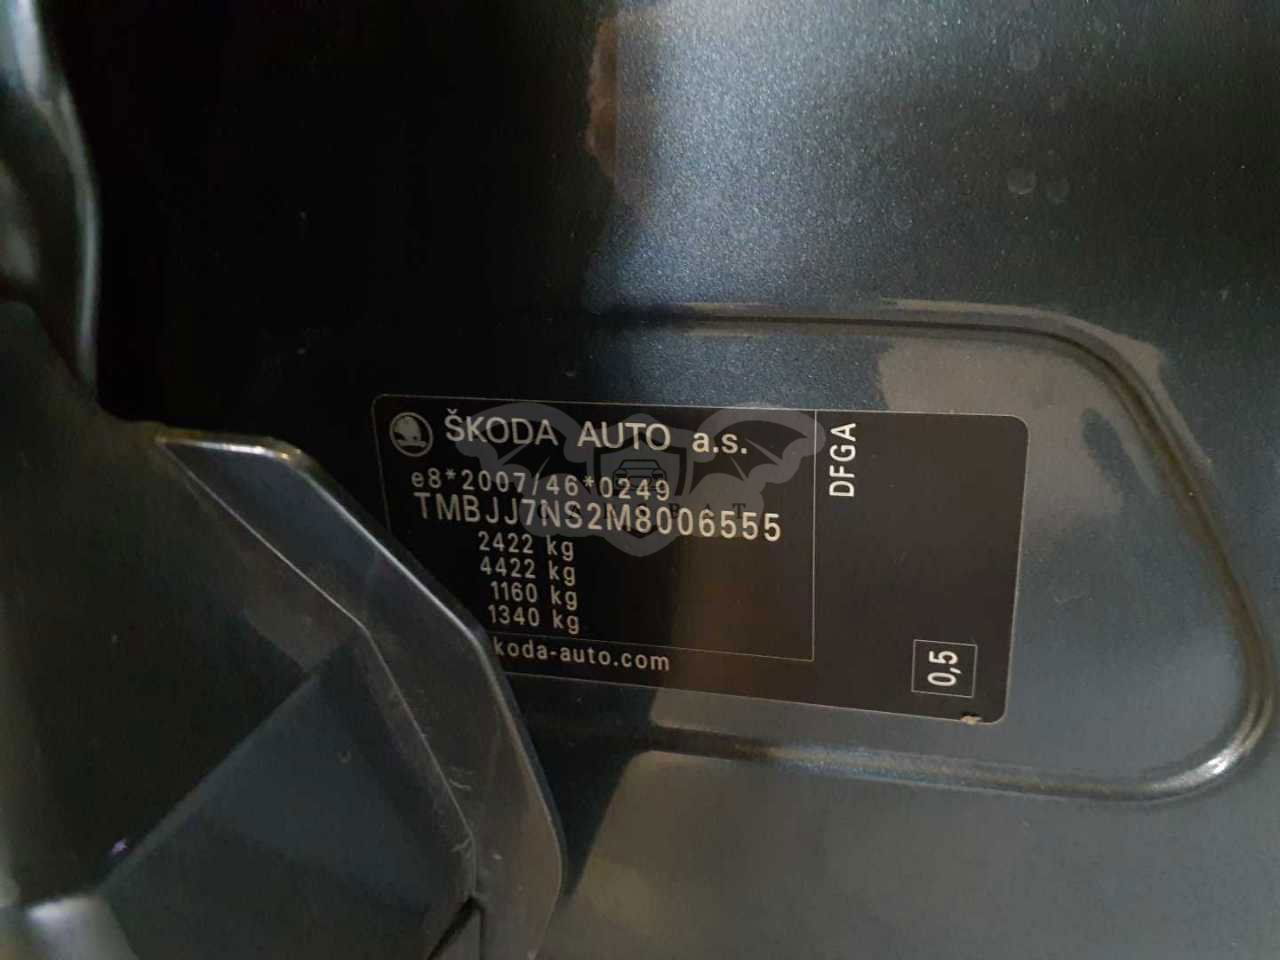 ŠKODA AUTO a.s.
e8*2007/46*0249
TMBJJ7NS2M8006555
2422 kg
4422 kg
1160 kg
1340 kg
koda-auto.com
DFGA
0,5